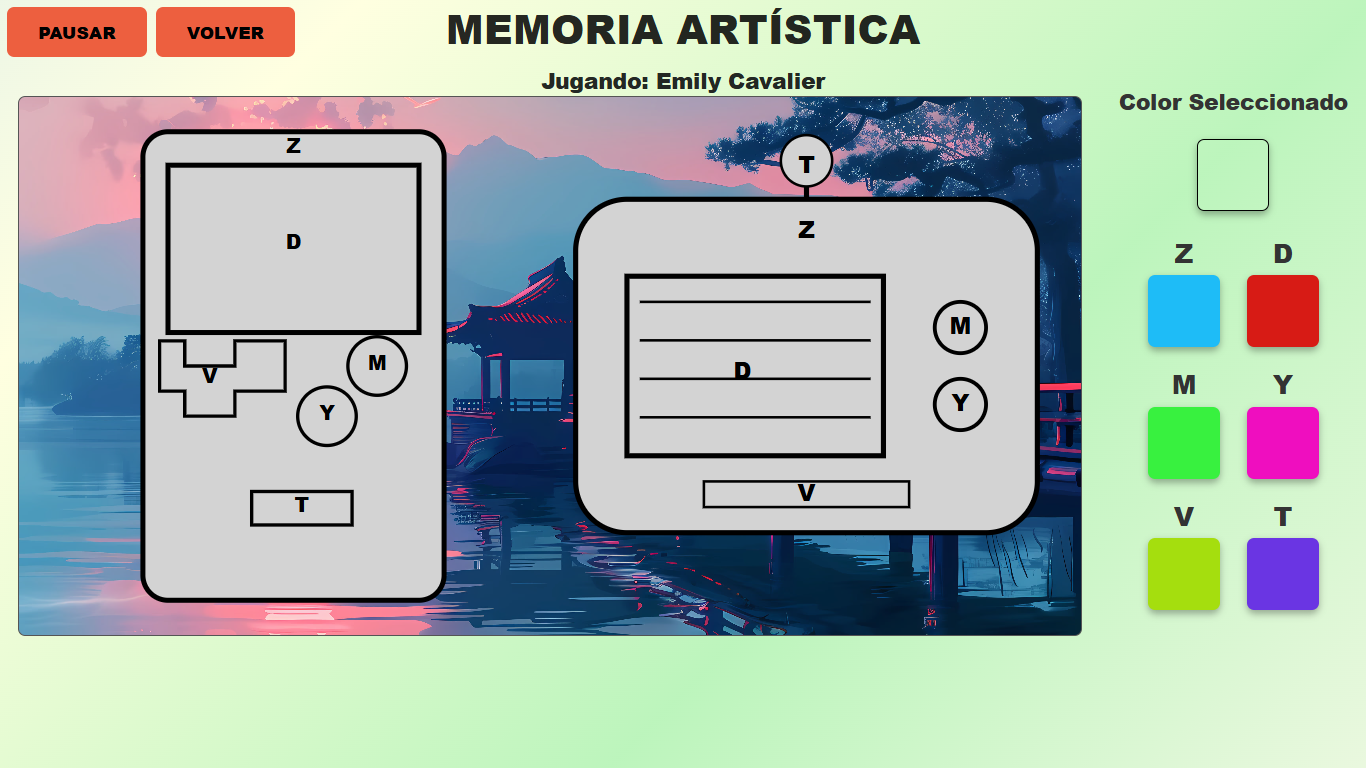 PAUSAR
VOLVER
MEMORIA ARTÍSTICA
Jugando: Emily Cavalier
Z
D
V
M
Y
T
T
Z
D
M
Y
V
Color Seleccionado
Z D
M Y
V T